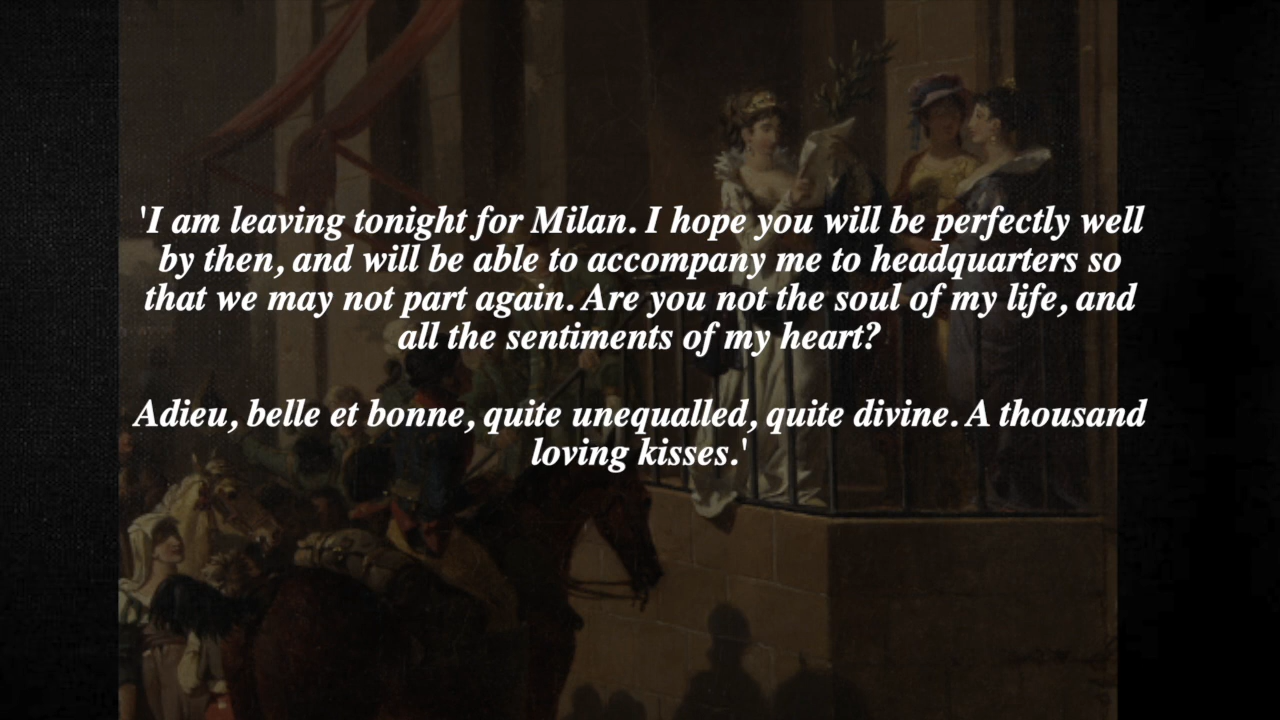 'I am leaving tonight for Milan. I hope you will be perfectly well
by then, and will be able to accompany me to headquarters so
that we may not part again. Are you not the soul of my life, and
all the sentiments of my heart?
Adieu, belle et bonne, quite unequalled, quite divine. A thousand
loving kisses.'